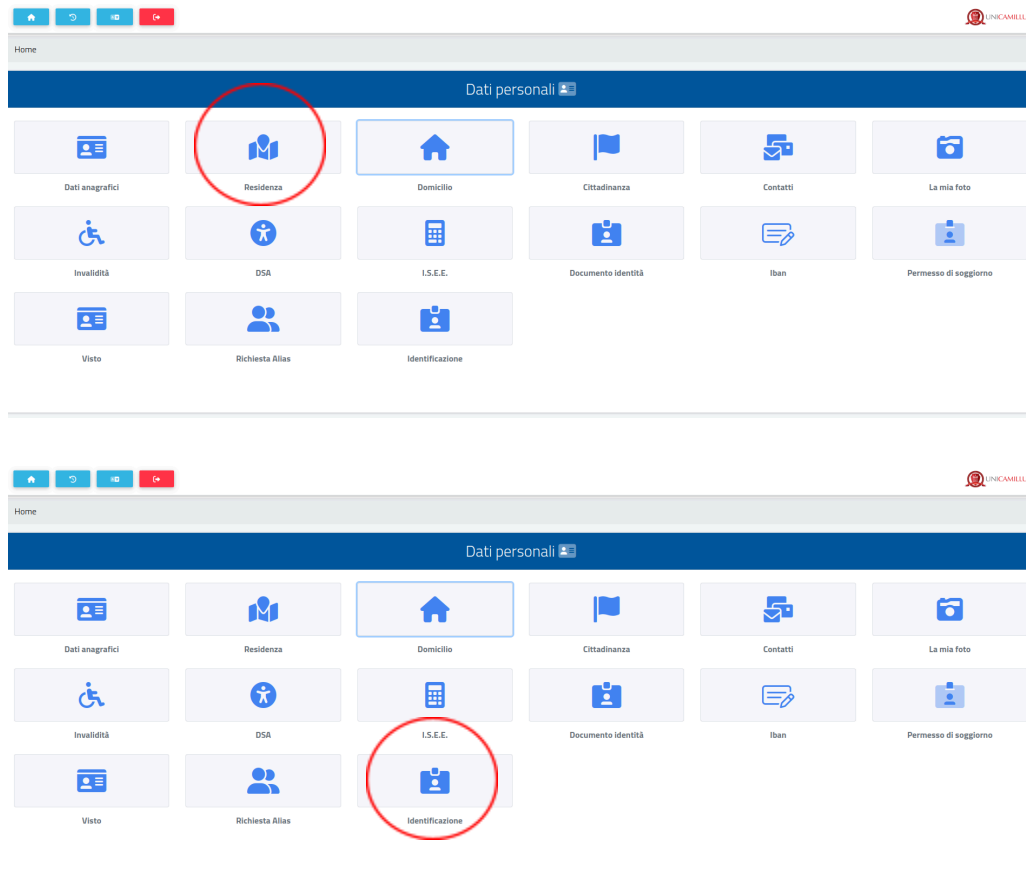 UNICAMILLU
Home
Dati personali
Dati anagrafici
Residenza
Domicilio
Cittadinanza
Contatti
La mia foto
Invalidità
DSA
I.S.E.E.
Documento identità
Iban
Permesso di soggiorno
Visto
Richiesta Alias
Identificazione
UNICAMILLU
Home
Dati personali
Dati anagrafici
Residenza
Domicilio
Cittadinanza
Contatti
La mia foto
Invalidità
DSA
I.S.E.E.
Documento identità
Iban
Permesso di soggiorno
Visto
Richiesta Alias
Identificazione